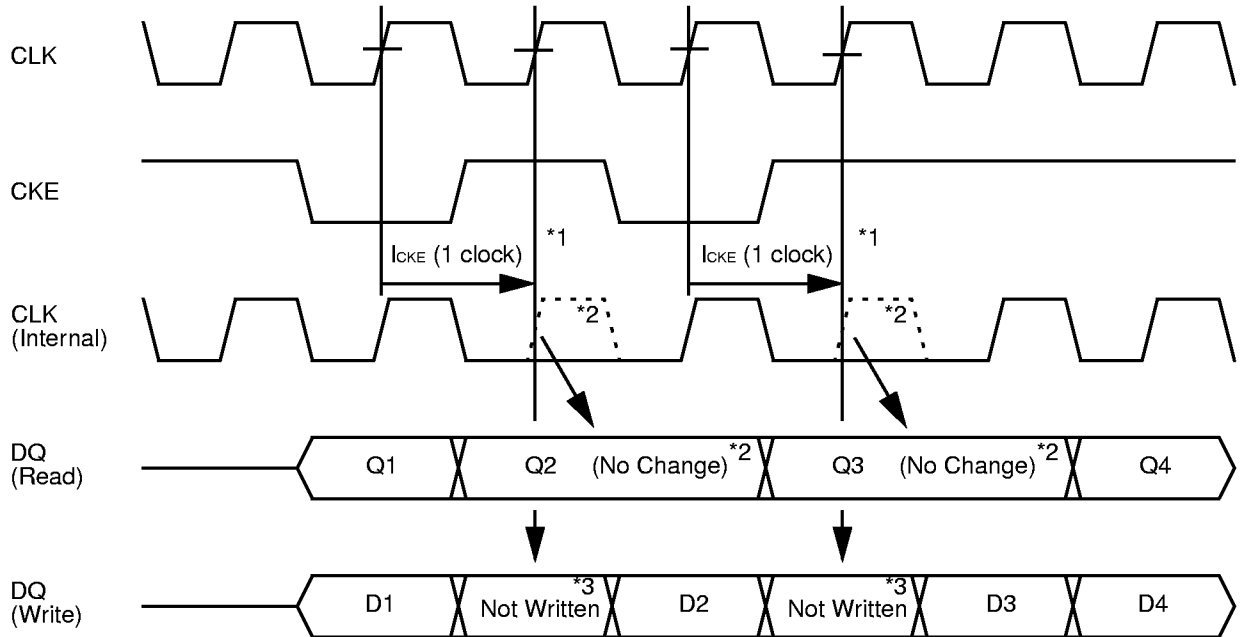 CLK
CKE
*1
*1
ICKE (1 clock)
ICKE (1 clock)
CLK
(Internal)
*2
*2
DQ
(Read)
Q1
Q2
(No Change) *2
Q3
(No Change) *2
Q4
DQ
(Write)
D1
*3
Not Written
D2
*3
Not Written
D3
D4